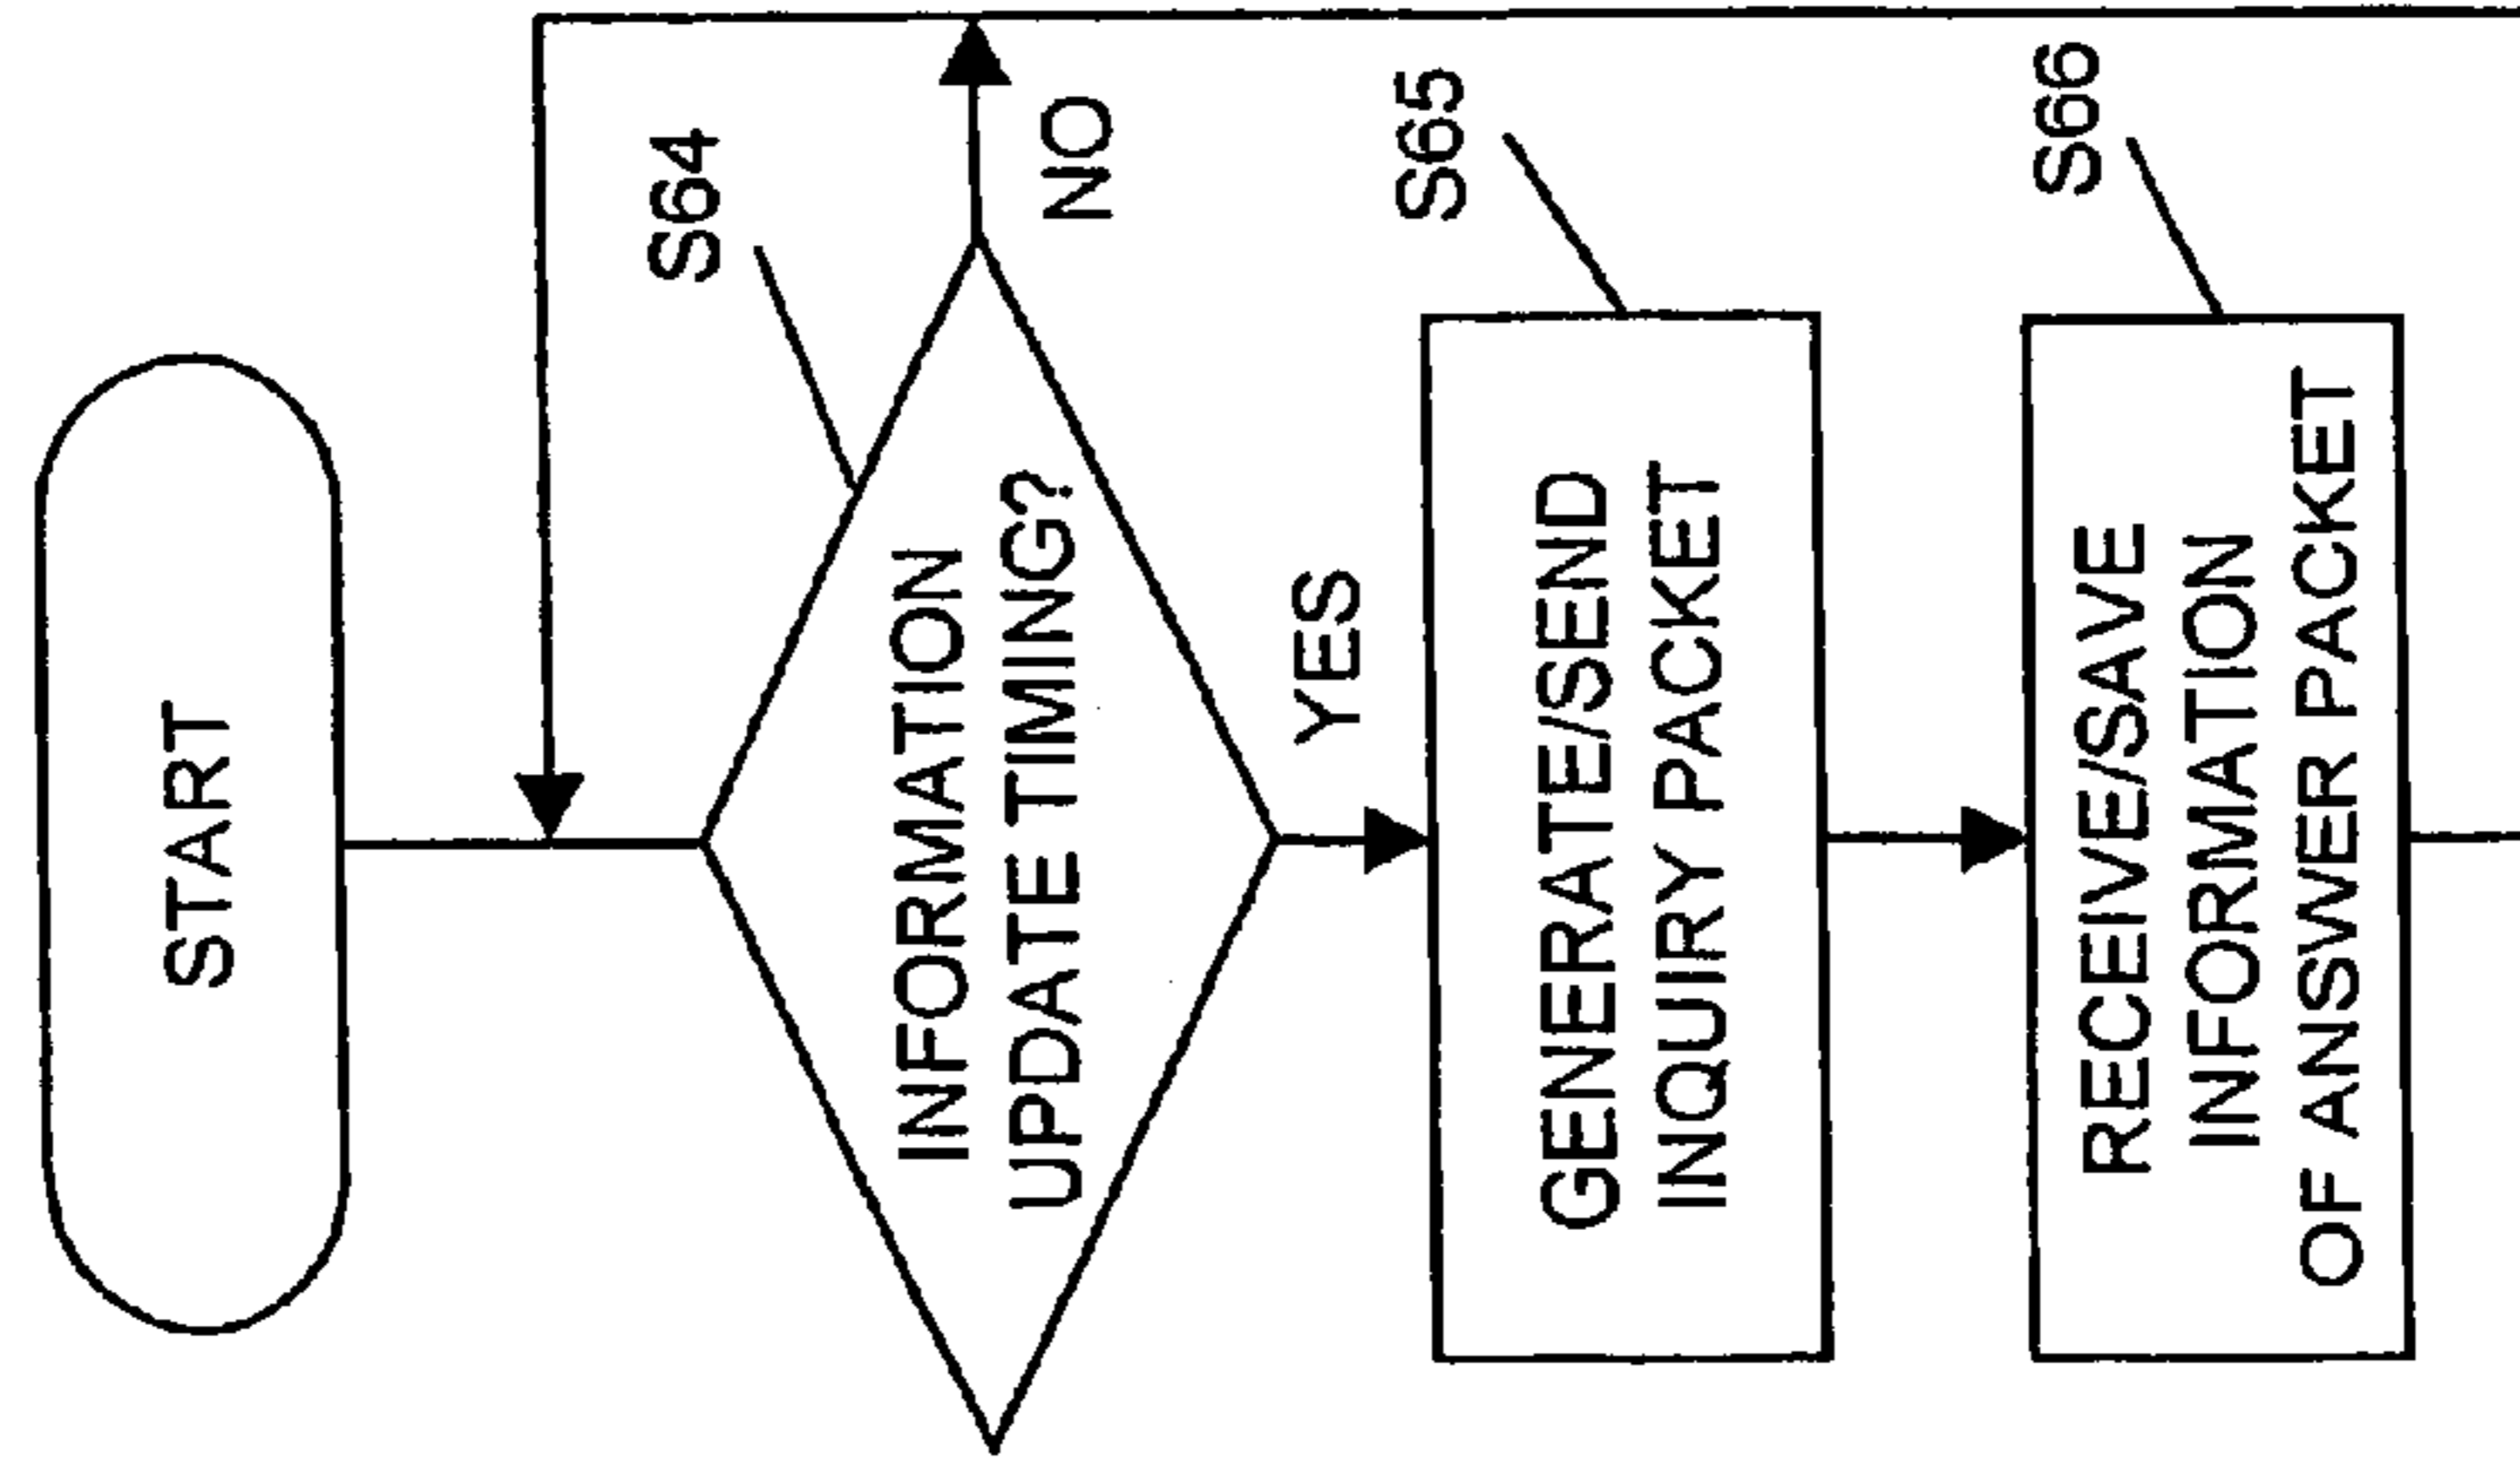 START
S64
INFORMATION
UPDATE TIMING?
NO
YES
S65
GENERATE/SEND
INQUIRY PACKET
S66
RECEIVE/SAVE
INFORMATION
OF ANSWER PACKET